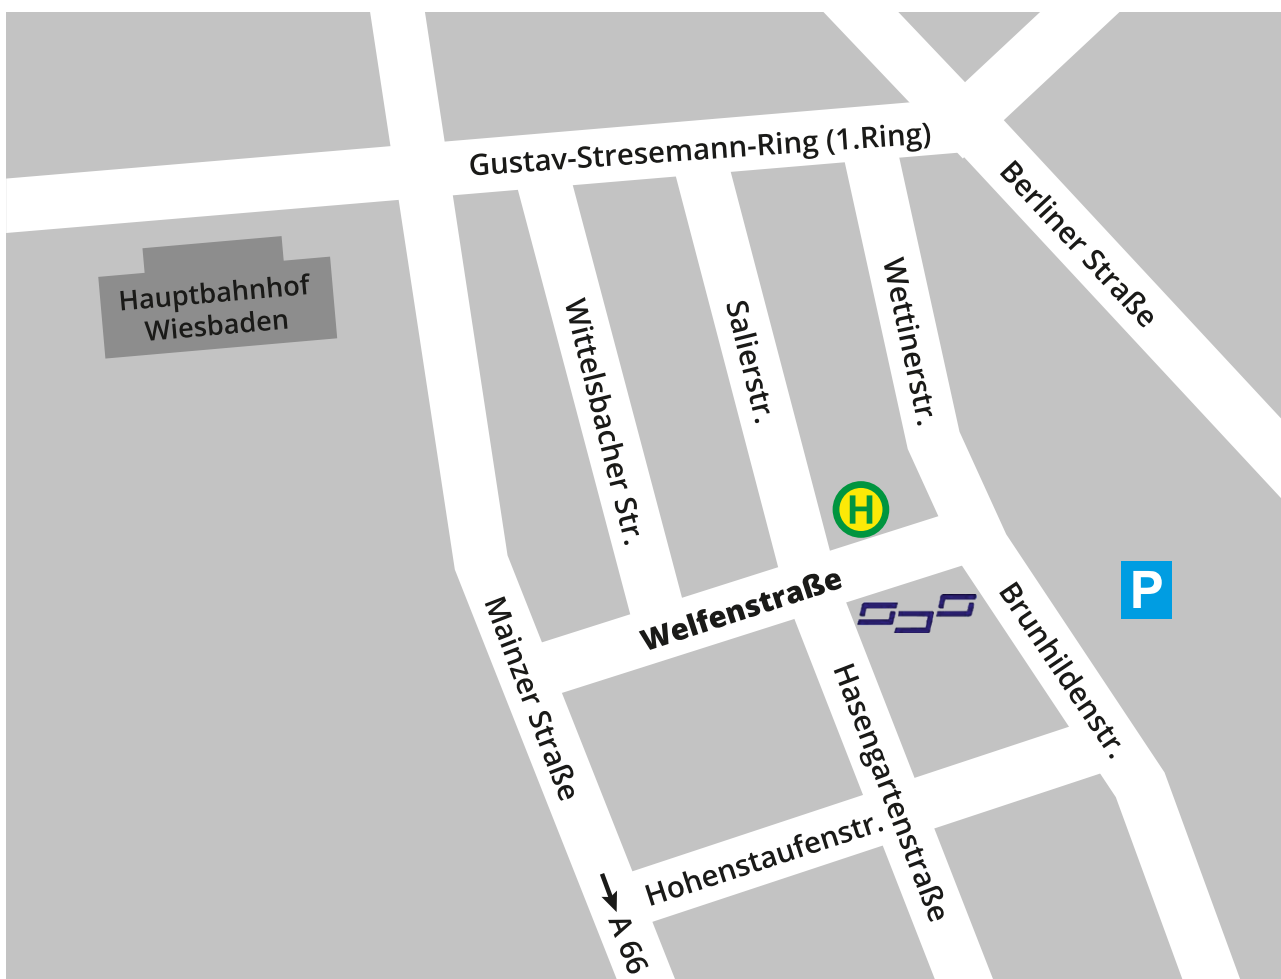 Gustav-Stresemann-Ring (1.Ring)
Berliner Straße
Hauptbahnhof
Wiesbaden
Wittelsbacher Str.
Salierstr.
Wettinerstr.
H
P
Welfenstraße
Mainzer Straße
Brunhildenstr.
Hasengartenstraße
Hohenstaufenstr.
A 66